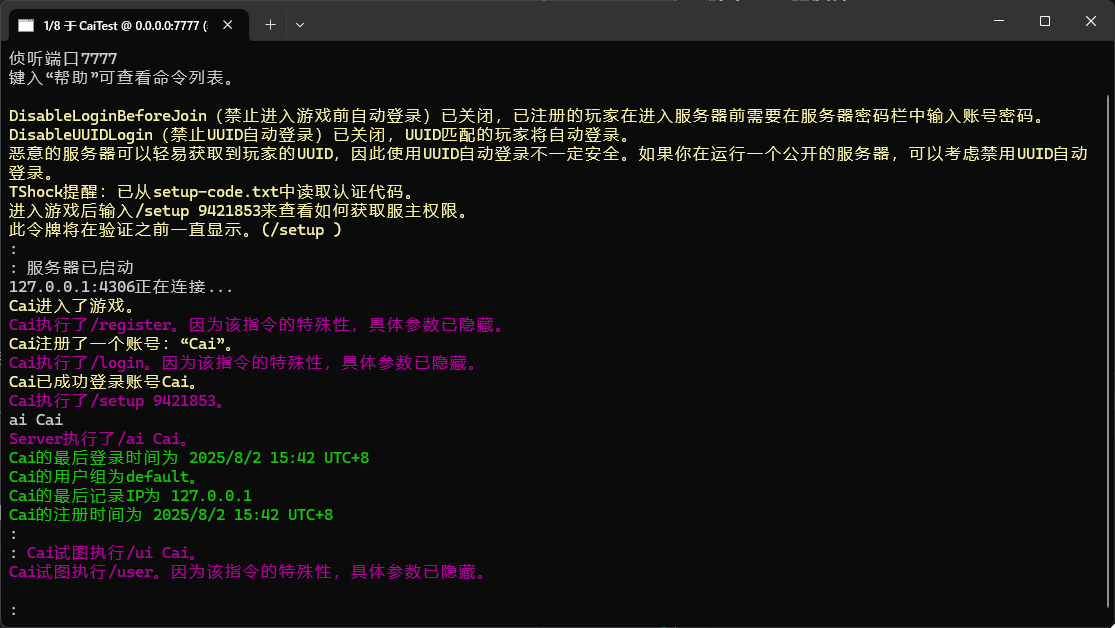 1/8 于 CaiTest @ 0.0.0.0:7777 (
侦听端口7777
键入“帮助”可查看命令列表。
DisableLoginBeforeJoin（禁止进入游戏前自动登录）已关闭，已注册的玩家在进入服务器前需要在服务器密码栏中输入账号密码。
DisableUUIDLogin（禁止UUID自动登录）已关闭，UUID匹配的玩家将自动登录。
恶意的服务器可以轻易获取到玩家的UUID，因此使用UUID自动登录不一定安全。如果你在运行一个公开的服务器，可以考虑禁用UUID自动
登录。
TShock提醒：已从setup-code.txt中读取认证代码。
进入游戏后输入/setup 9421853来查看如何获取服主权限。
此令牌将在验证之前一直显示。(/setup )
:
: 服务器已启动
127.0.0.1:4306正在连接...
Cai进入了游戏。
Cai执行了/register。因为该指令的特殊性，具体参数已隐藏。
Cai注册了一个账号：“Cai”。
Cai执行了/login。因为该指令的特殊性，具体参数已隐藏。
Cai已成功登录账号Cai。
Cai执行了/setup 9421853。
ai Cai
Server执行了/ai Cai。
Cai的最后登录时间为 2025/8/2 15:42 UTC+8
Cai的用户组为default。
Cai的最后记录IP为 127.0.0.1
Cai的注册时间为 2025/8/2 15:42 UTC+8
:
: Cai试图执行/ui Cai。
Cai试图执行/user。因为该指令的特殊性，具体参数已隐藏。
: